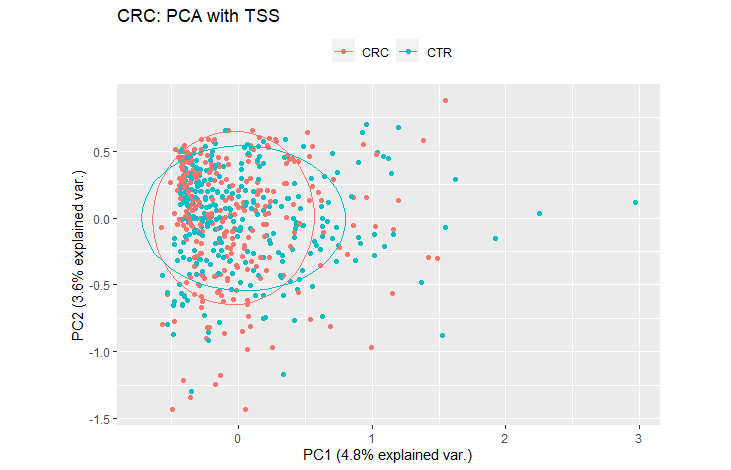 CRC: PCA with TSS
CRC CTR
PC2 (3.6% explained var.)
0.5
0.0
-0.5
-1.0
-1.5
0 1 2 3
PC1 (4.8% explained var.)